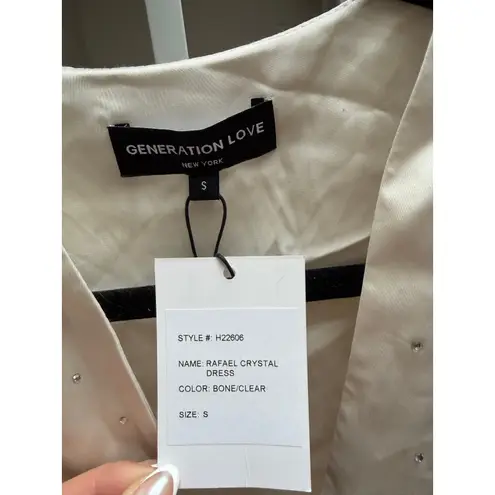 GENERATION LOVE
NEW YORK
S
STYLE #: H22606
NAME: RAFAEL CRYSTAL
DRESS
COLOR: BONE/CLEAR
SIZE: S